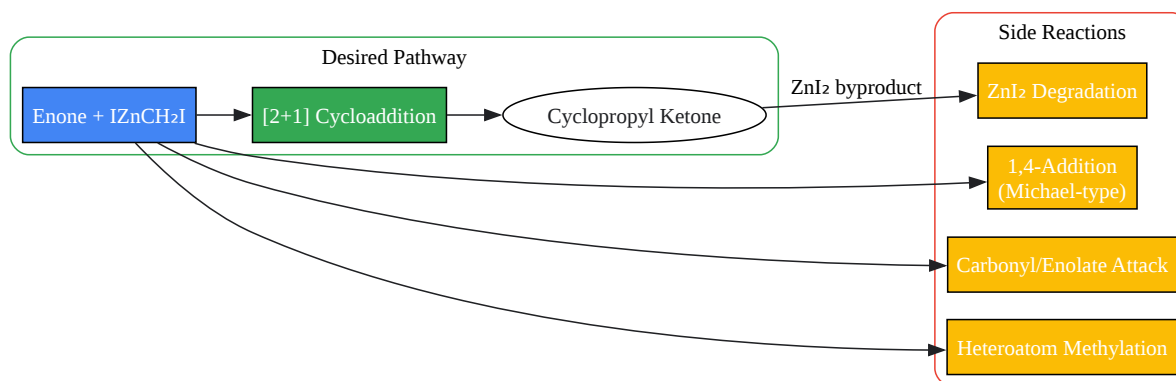 Side Reactions
Desired Pathway
ZnI₂ byproduct
ZnI₂ Degradation
Enone + IZnCH₂I
[2+1] Cycloaddition
Cyclopropyl Ketone
1,4-Addition
(Michael-type)
Carbonyl/Enolate Attack
Heteroatom Methylation